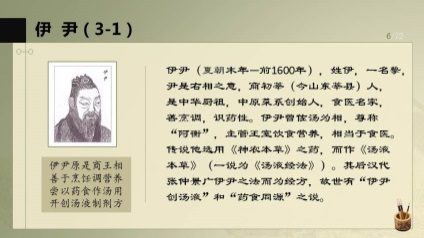 伊 尹（3-1）
6/72
伊尹
伊尹原是商王相
善于烹饪调营养
尝以药食作汤用
开创汤液制剂方
伊尹（夏朝末年—前1600年），姓伊，一名挚，
尹是右相之意，商初莘（今山东莘县）人，
是中华厨祖，中原菜系创始人，食医名家，
善烹调，识药性。伊尹曾佐汤为相，尊称
“阿衡”，主管王室饮食营养，相当于食医。
传说他选用《神农本草》之药，而作《汤液
本草》（一说为《汤液经法》）。其后汉代
张仲景广伊尹之法而为经方，故世有“伊尹
创汤液”和“药食同源”之说。